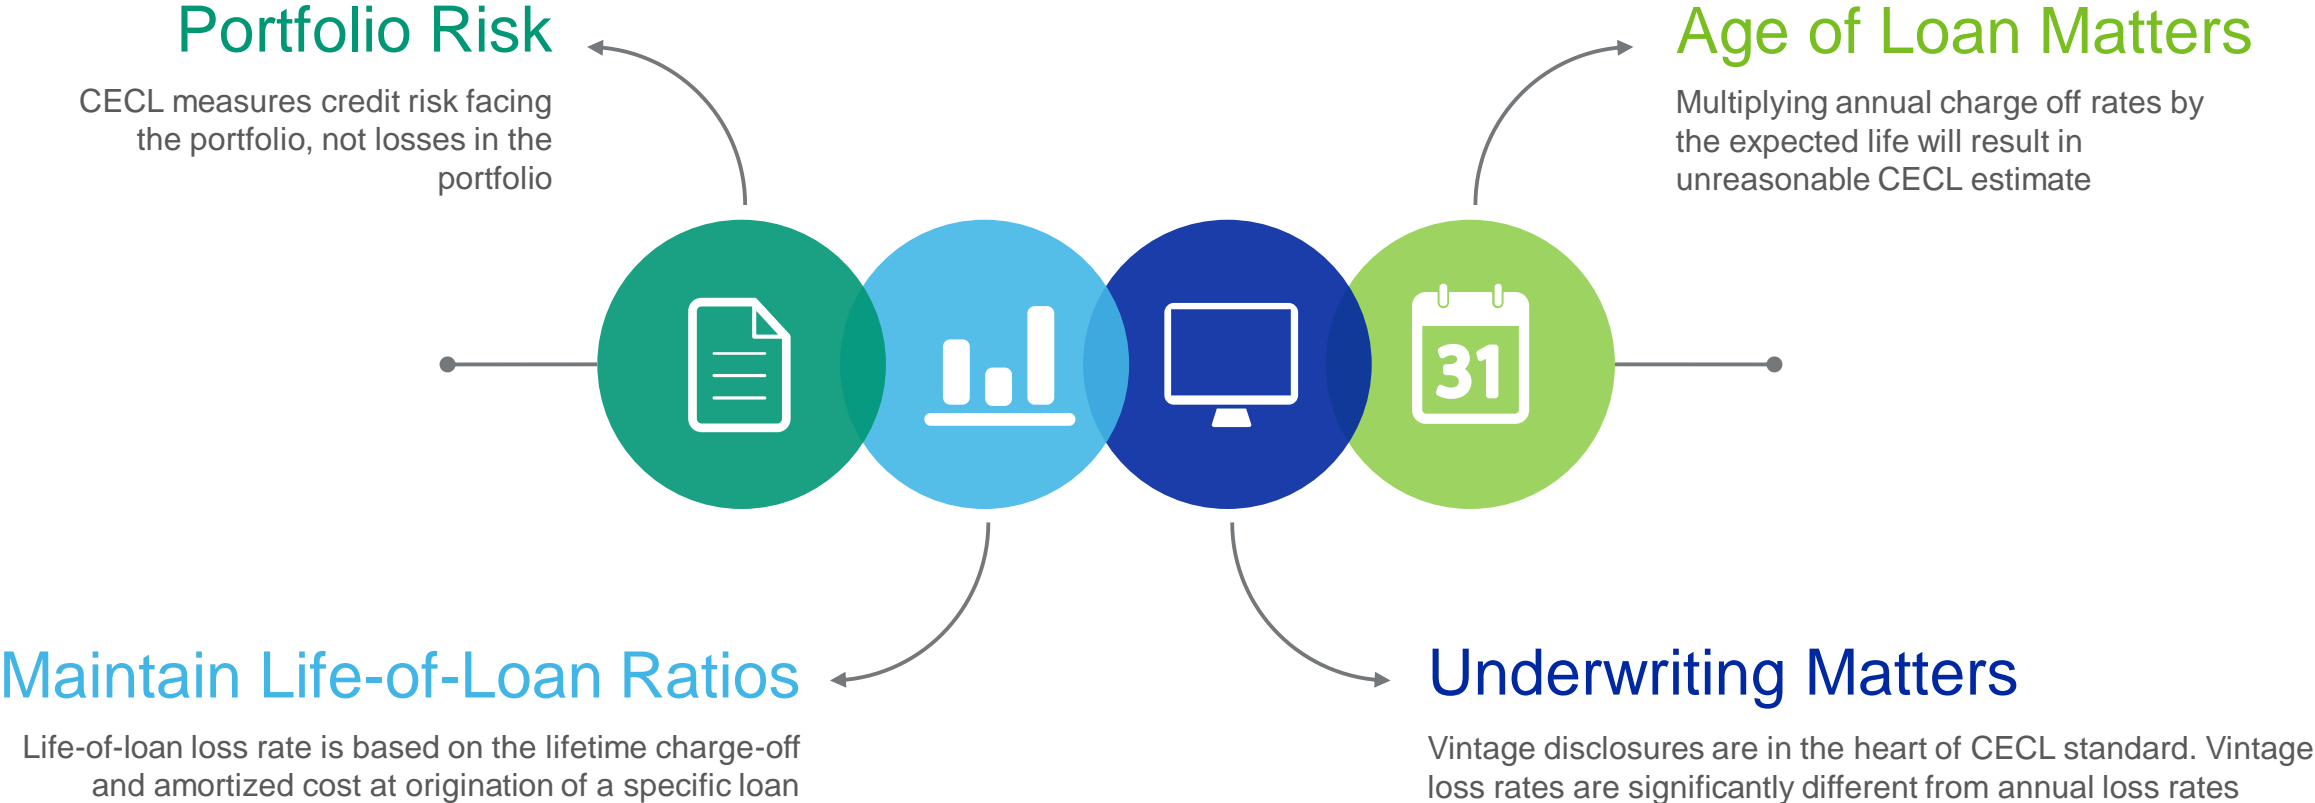 Portfolio Risk
CECL measures credit risk facing
the portfolio, not losses in the
portfolio
Age of Loan Matters
Multiplying annual charge off rates by
the expected life will result in
unreasonable CECL estimate
31
Maintain Life-of-Loan Ratios
Life-of-loan loss rate is based on the lifetime charge-off
and amortized cost at origination of a specific loan
Underwriting Matters
Vintage disclosures are in the heart of CECL standard. Vintage
loss rates are significantly different from annual loss rates